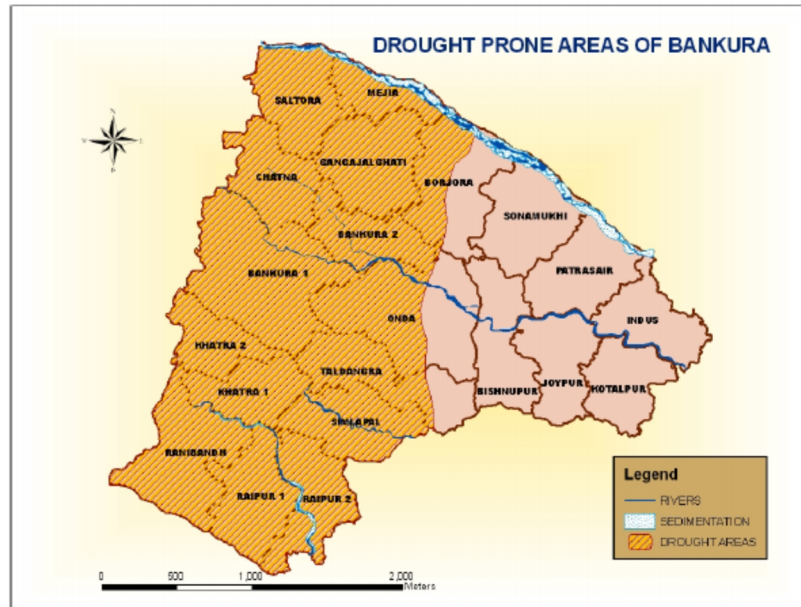 DROUGHT PRONE AREAS OF BANKURA
N
W
E
S
MEJIA
SALTORA
GANGAJALGHATI
CHATNA
BORJORA
SONAMUKHI
BANKURA 2
BANKURA 1
PATRASAIR
ONDA
INDUS
KHATRA 2
TALDANGRA
KHATRA 1
BISHNUPUR
JOYPUR
KOTALPUR
SIMLAPAL
RANIBANDH
RAIPUR 1
RAIPUR 2
Legend
RIVERS
SEDIMENTATION
DROUGHT AREAS
0 500 1,000 2,000
Meters